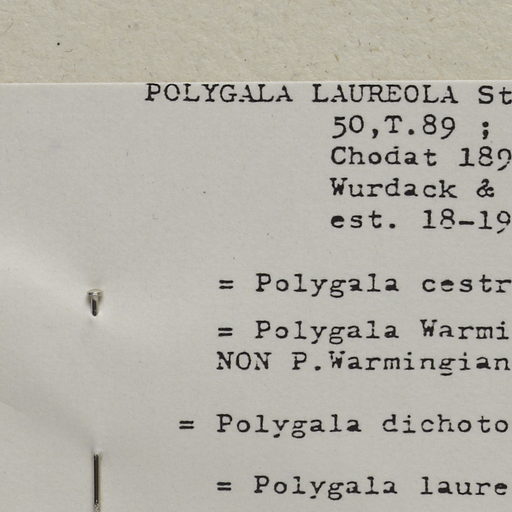 POLYGALA LAUREOLA St
50,T.89 ;
Chodat 189
Wurdack &
est. 18-19
= Polygala cestr
= Polygala Warmi
NON P.Warmingian
= Polygala dichoto
= Polygala laure